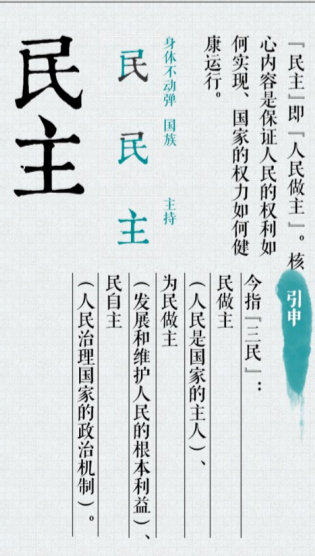 『民主』即『人民做主』。核
心内容是保证人民的权利如
何实现、国家的权力如何健
康运行。
身体不动弹 国族 主持
民 民 主
民主
引申
今指『三民』：
民做主
（人民是国家的主人）、
为民做主
（发展和维护人民的根本利益）、
民自主
（人民治理国家的政治机制）。